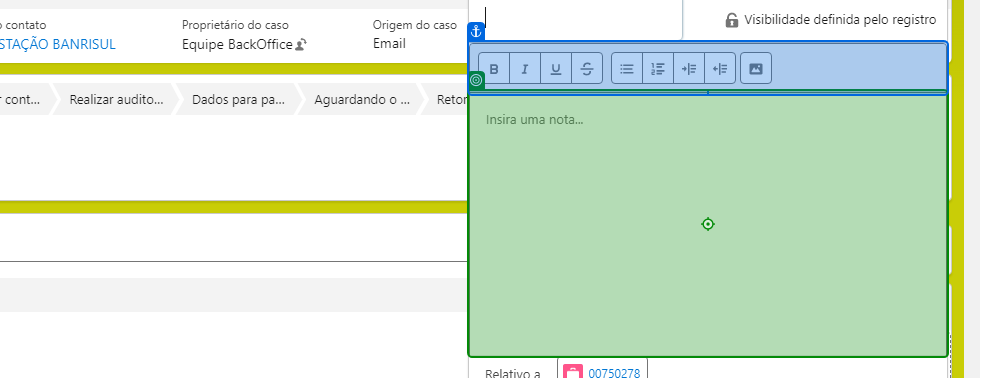 o contato
STAÇÃO BANRISUL
Proprietário do caso
Equipe BackOffice
Origem do caso
Email
Visibilidade definida pelo registro
B I U S
r cont...
Realizar audito...
Dados para pa...
Aguardando o ...
Retor
Insira uma nota...
Relativo a
00750278